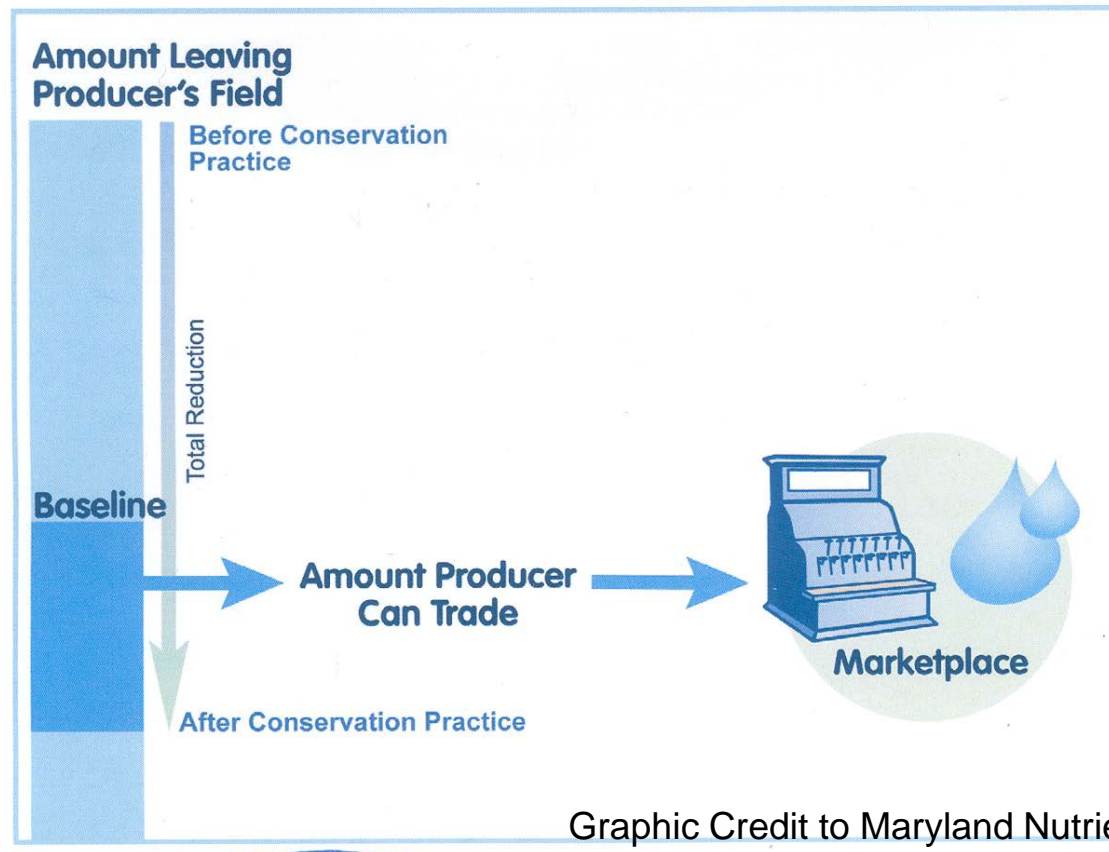 Amount Leaving
Producer's Field
Before Conservation
Practice
Total Reduction
Baseline
Amount Producer
Can Trade
Marketplace
After Conservation Practice
Graphic Credit to Maryland